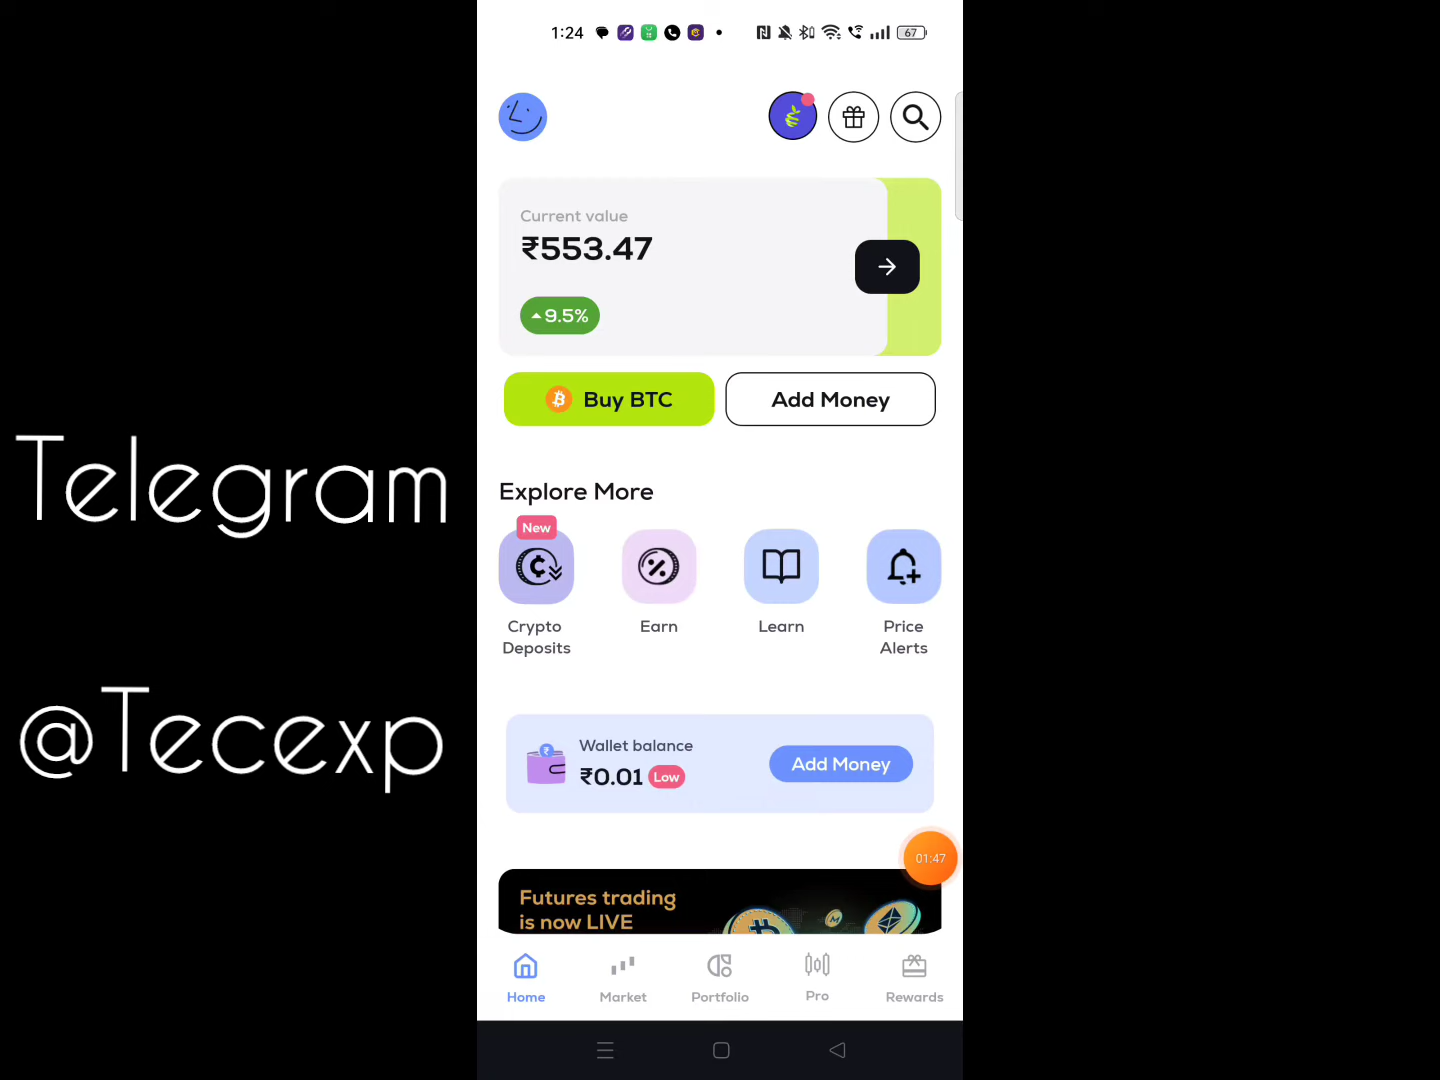 1:24
67
Current value
₹553.47
9.5%
Buy BTC
Add Money
Explore More
New
Crypto
Deposits
Earn
Learn
Price
Alerts
Wallet balance
₹0.01 Low
Add Money
01:47
Futures trading
is now LIVE
Home
Market
Portfolio
Pro
Rewards
Telegram
@Tecexp